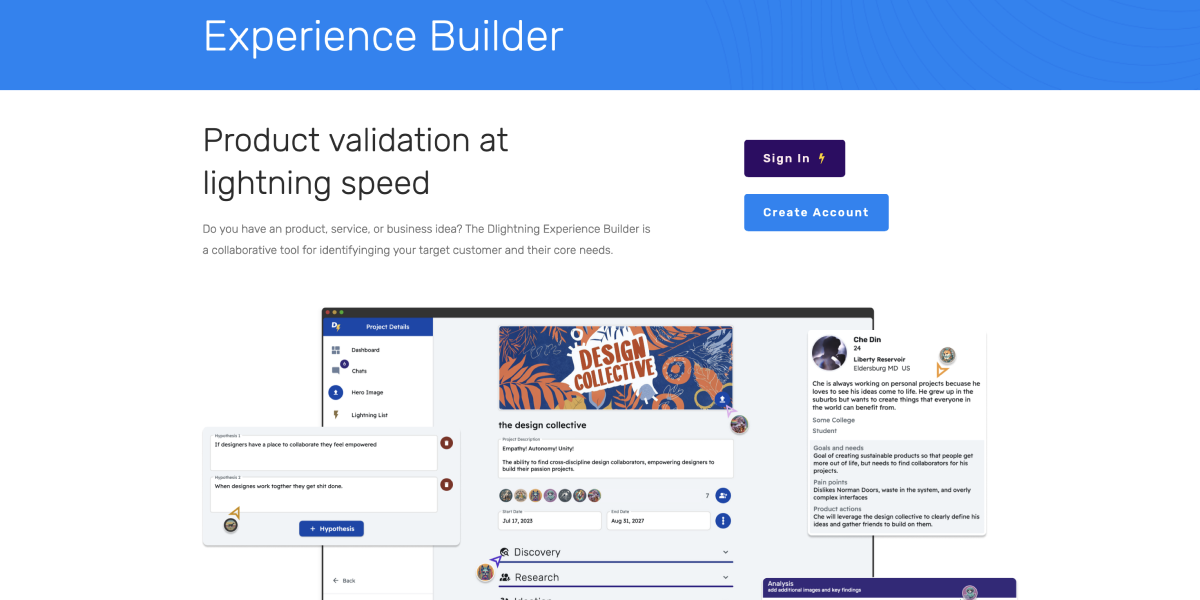 Experience Builder
Product validation at
lightning speed
Do you have an product, service, or business idea? The Dlightning Experience Builder is
a collaborative tool for identifyinging your target customer and their core needs.
Sign In
Create Account
Project Details
Dashboard
Chats
Hero Image
Lightning List
Back
DESIGN
COLLECTIVE
the design collective
Project Description
Empathy! Autonomy! Unity!
The ability to find cross-discipline design collaborators, empowering designers to
build their passion projects.
7
Start Date
Jul 17, 2023
End Date
Aug 31, 2027
Discovery
Research
Hypothesis 1
If designers have a place to collaborate they feel empowered
Hypothesis 2
When designes work togther they get shit done.
+ Hypothesis
Che Din
24
Liberty Reservoir
Eldersburg MD US
Che is always working on personal projects becuase he
loves to see his ideas come to life. He grew up in the
suburbs but wants to create things that everyone in
the world can benefit from.
Some College
Student
Goals and needs
Goal of creating sustainable products so that people get
more out of life, but needs to find collaborators for his
projects.
Pain points
Dislikes Norman Doors, waste in the system, and overly
complex interfaces
Product actions
Che will leverage the design collective to clearly define his
ideas and gather friends to build on them.
Analysis
add additional images and key findings